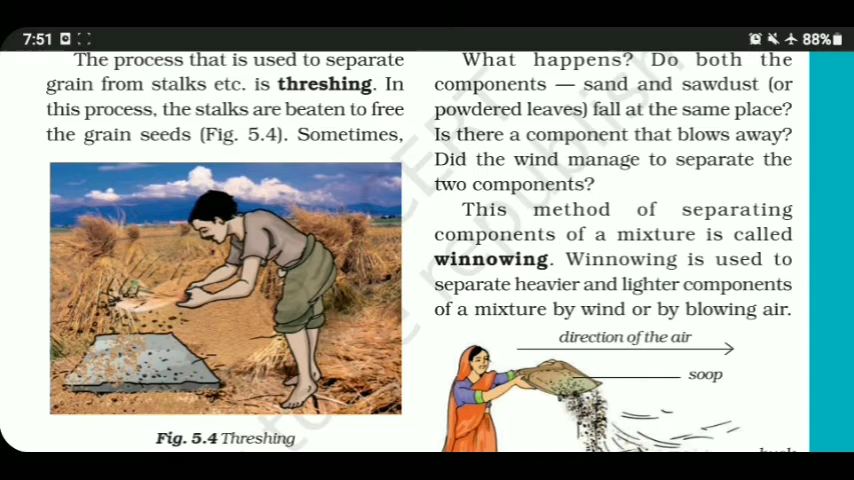 7:51
88%
The process that is used to separate
grain from stalks etc. is threshing. In
this process, the stalks are beaten to free
the grain seeds (Fig. 5.4). Sometimes,
Fig. 5.4 Threshing
What happens? Do both the
components — sand and sawdust (or
powdered leaves) fall at the same place?
Is there a component that blows away?
Did the wind manage to separate the
two components?
This method of separating
components of a mixture is called
winnowing. Winnowing is used to
separate heavier and lighter components
of a mixture by wind or by blowing air.
direction of the air
soop